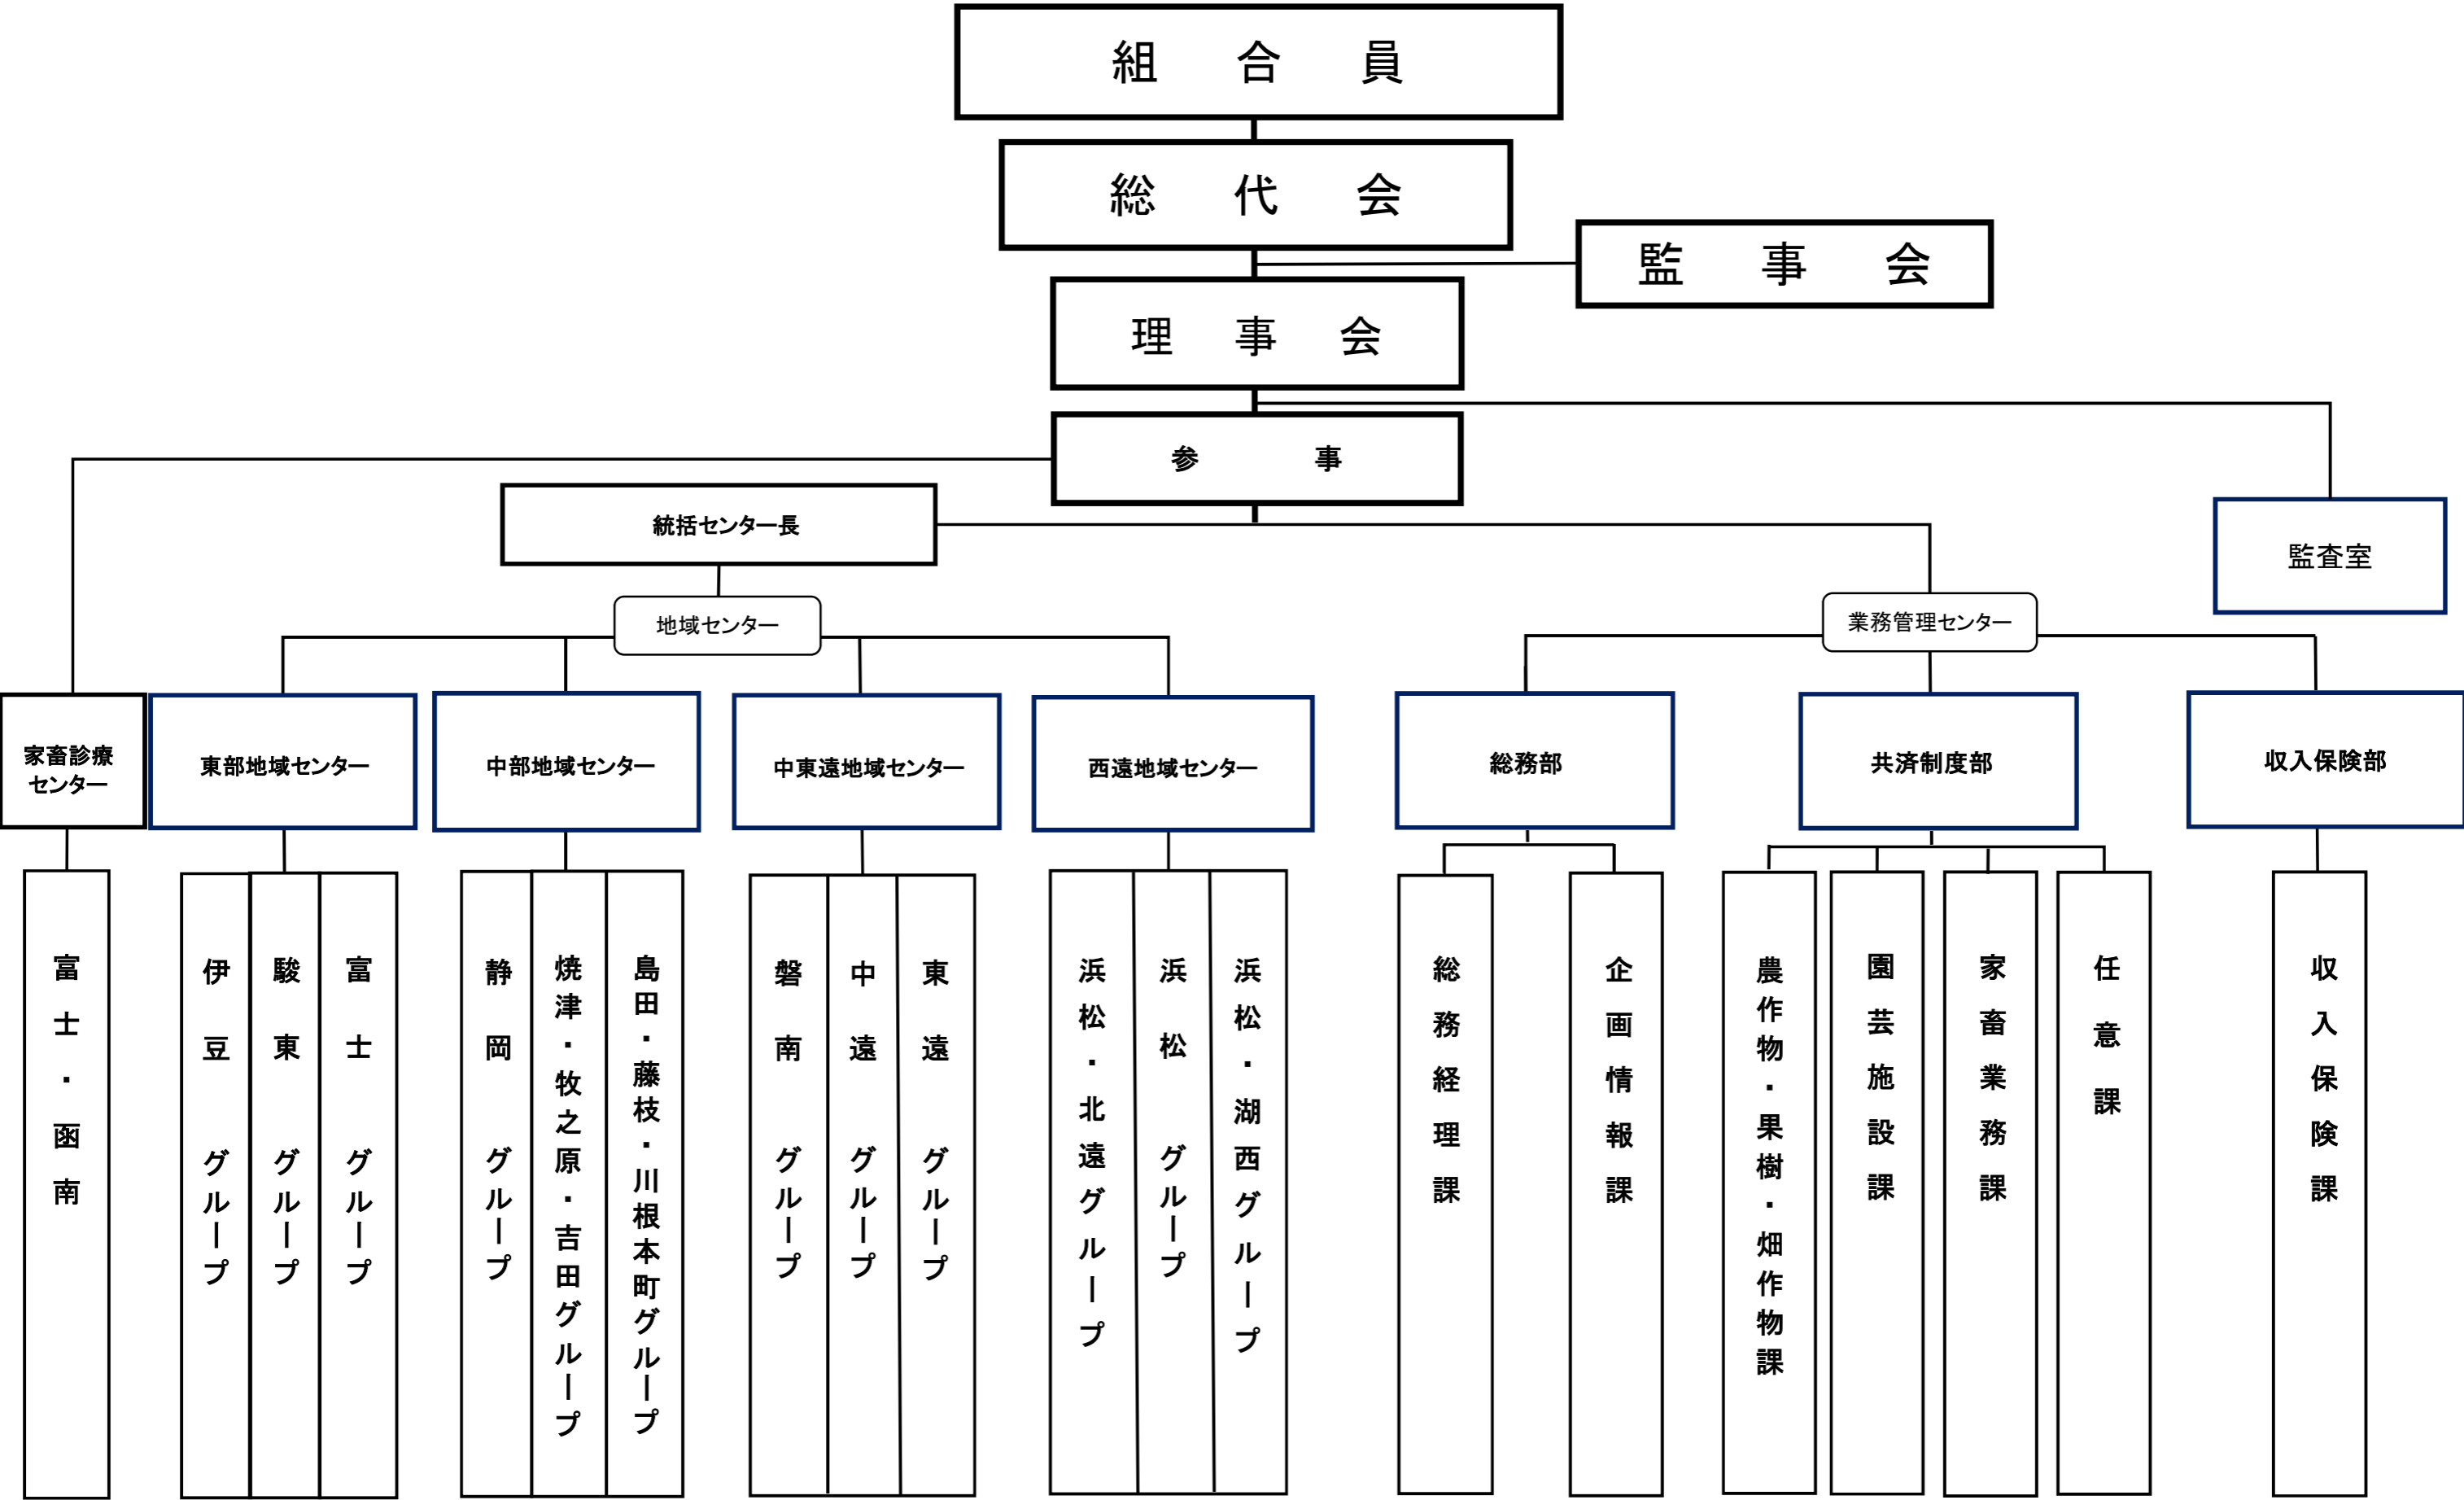 組　合　員
総　代　会
監　事　会
理　事　会
参　事
統括センター長
監査室
地域センター
業務管理センター
家畜診療
センター
東部地域センター
中部地域センター
中東遠地域センター
西遠地域センター
総務部
共済制度部
収入保険部
富士・函南
伊豆　グループ
駿東　グループ
富士　グループ
静岡　グループ
焼津・牧之原・吉田グループ
島田・藤枝・川根本町グループ
磐南　グループ
中遠　グループ
東遠　グループ
浜松・北遠グループ
浜松　グループ
浜松・湖西グループ
総務経理課
企画情報課
農作物・果樹・畑作物課
園芸施設課
家畜業務課
任意課
収入保険課